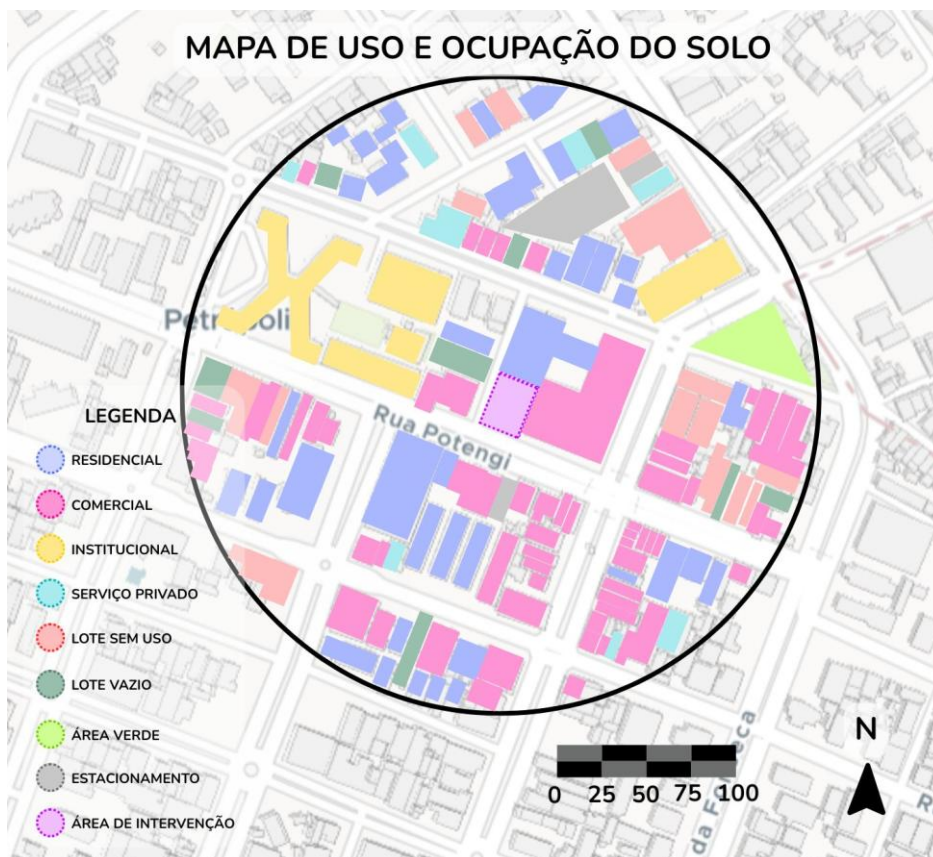 MAPA DE USO E OCUPAÇÃO DO SOLO
Petrópoli
Rua Potengi
LEGENDA
RESIDENCIAL
COMERCIAL
INSTITUCIONAL
SERVIÇO PRIVADO
LOTE SEM USO
LOTE VAZIO
ÁREA VERDE
ESTACIONAMENTO
ÁREA DE INTERVENÇÃO
0 25 50 75 100
N